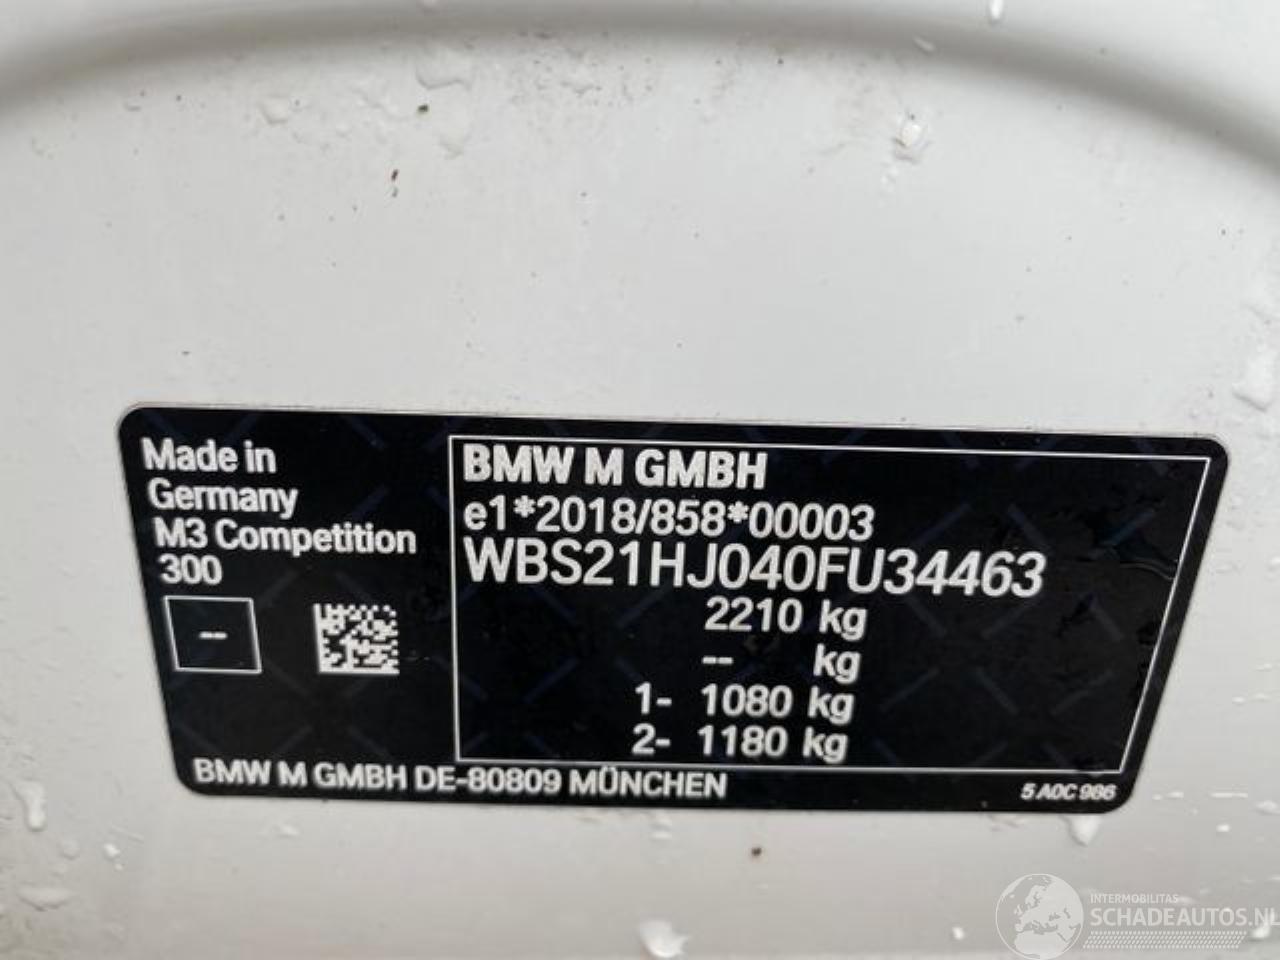 Made in
Germany
M3 Competition
300
--
BMW M GMBH
e1*2018/858*00003
WBS21HJ040FU34463
2210 kg
-- kg
1- 1080 kg
2- 1180 kg
BMW M GMBH DE-80809 MÜNCHEN
5 A0C 986
INTERMOBILITAS
SCHADEAUTOS.NL